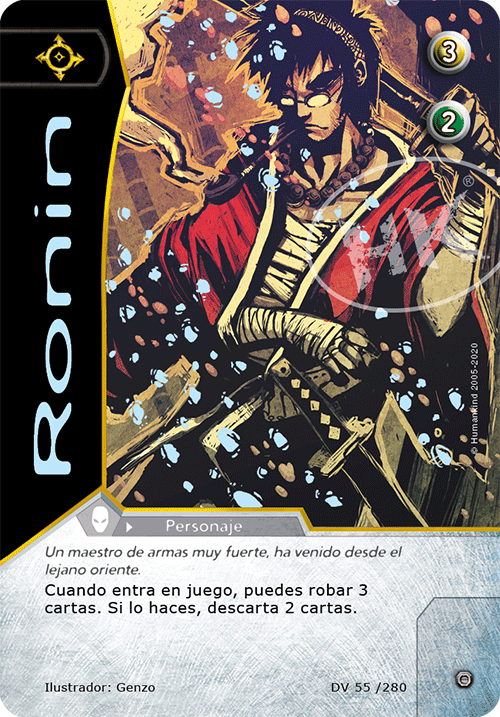 Ronin
3
2
HK
®
© Humankind 2005-2020
Personaje
Un maestro de armas muy fuerte, ha venido desde el
lejano oriente.
Cuando entra en juego, puedes robar 3
cartas. Si lo haces, descarta 2 cartas.
Ilustrador: Genzo
DV 55 /280